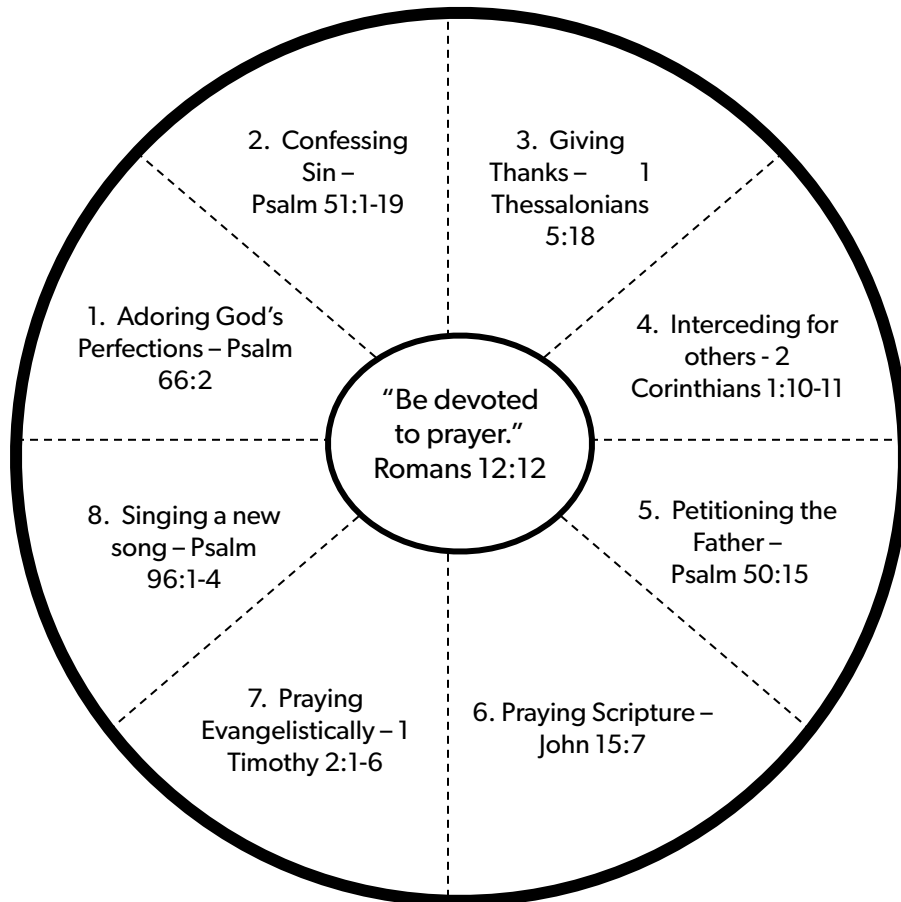 1. Adoring God’s
Perfections – Psalm
66:2
2. Confessing
Sin –
Psalm 51:1-19
3. Giving
Thanks – 1
Thessalonians
5:18
4. Interceding for
others - 2
Corinthians 1:10-11
5. Petitioning the
Father –
Psalm 50:15
6. Praying Scripture –
John 15:7
7. Praying
Evangelistically – 1
Timothy 2:1-6
8. Singing a new
song – Psalm
96:1-4
“Be devoted
to prayer.”
Romans 12:12